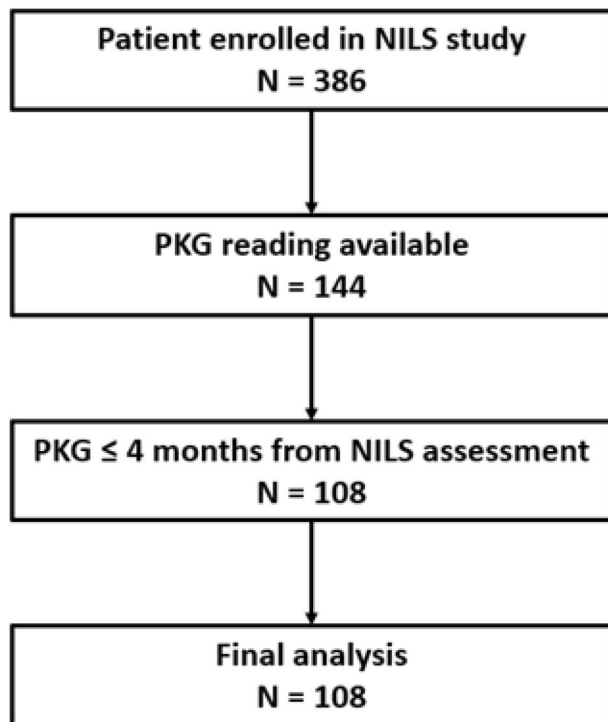 Patient enrolled in NILS study
N = 386
PKG reading available
N = 144
PKG ≤ 4 months from NILS assessment
N = 108
Final analysis
N = 108